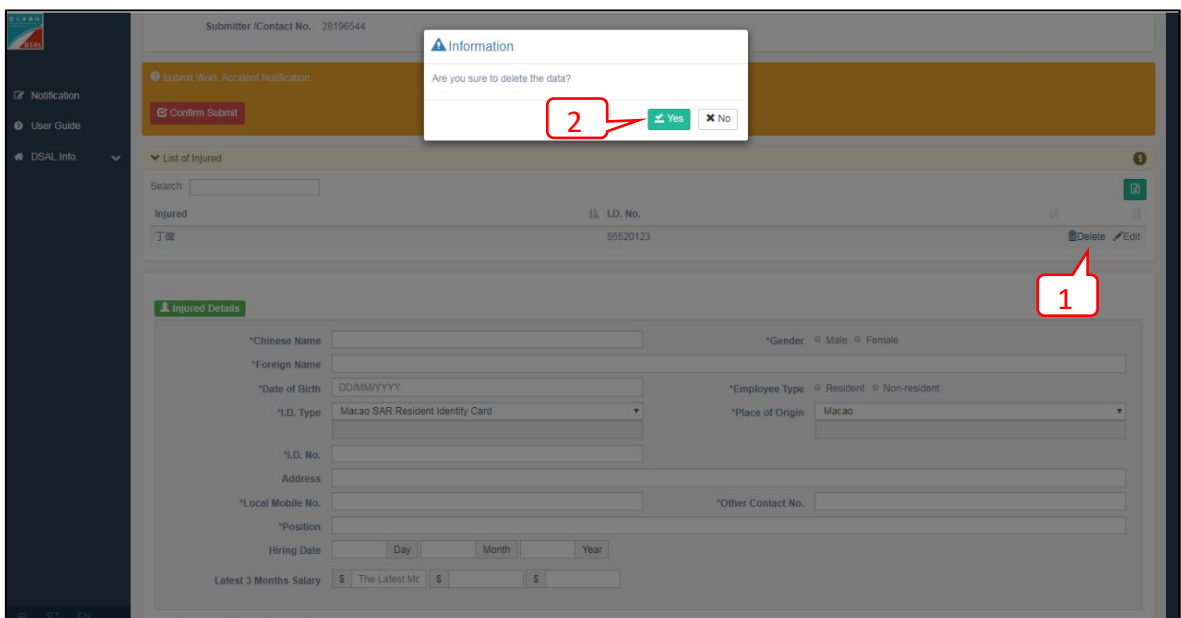 DSAL
Submitter /Contact No. 28196544
Information
Are you sure to delete the data?
2
Yes
No
Submit Work Accident Notification.
Confirm Submit
Notification
User Guide
DSAL Info.
List of Injured
1
Search:
Injured I.D. No.
丁 55520123 Delete Edit
1
Injured Details
*Chinese Name *Gender Male Female
*Foreign Name
*Date of Birth DD/MM/YYYY *Employee Type Resident Non-resident
*I.D. Type Macao SAR Resident Identity Card *Place of Origin Macao
*I.D. No.
Address
*Local Mobile No. *Other Contact No.
*Position
Hiring Date Day Month Year
Latest 3 Months Salary $ The Latest Mc $ $
中 PT EN